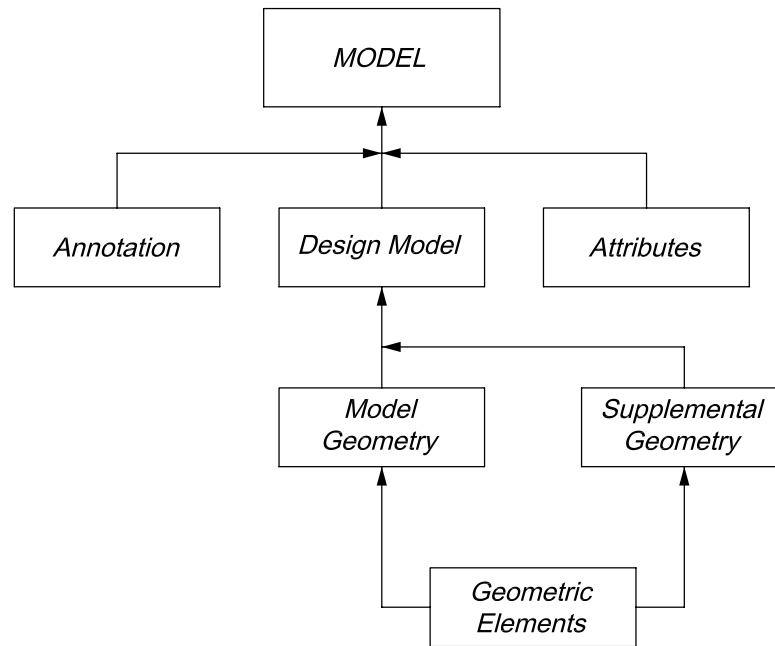 MODEL
Annotation
Design Model
Attributes
Model
Geometry
Supplemental
Geometry
Geometric
Elements